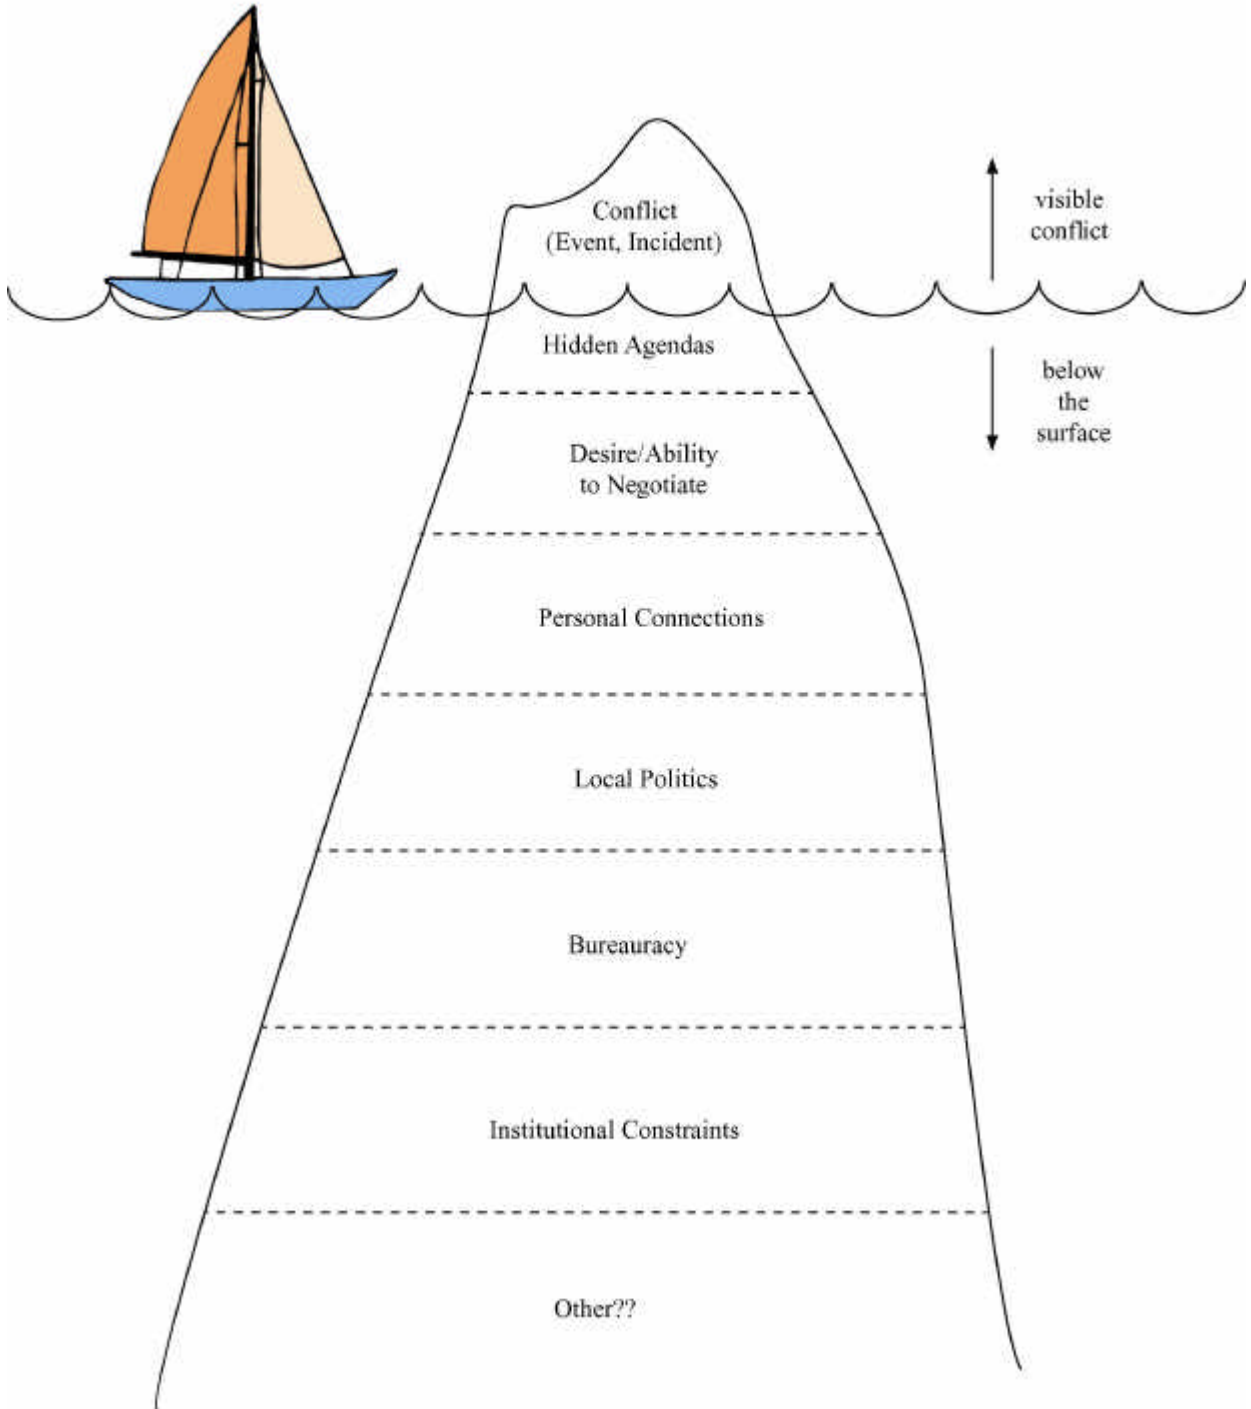 Conflict
(Event, Incident)
visible
conflict
Hidden Agendas
below
the
surface
Desire/Ability
to Negotiate
Personal Connections
Local Politics
Bureauracy
Institutional Constraints
Other??